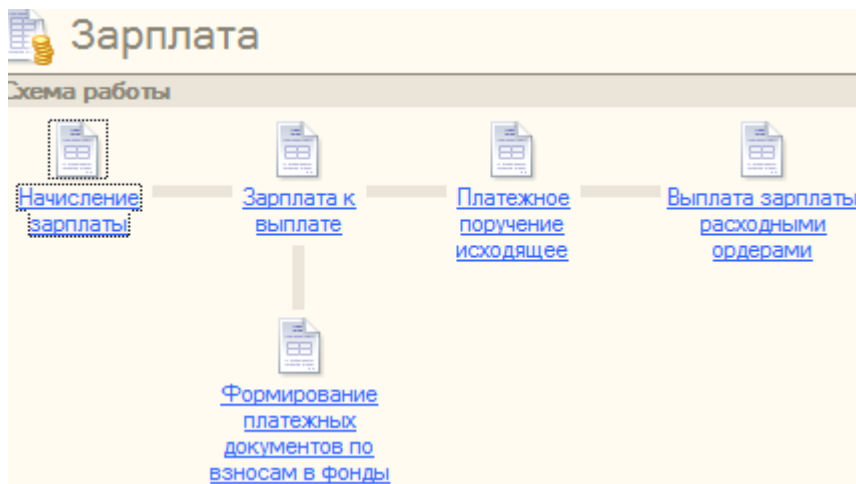 Зарплата
Схема работы
Начисление зарплаты
Зарплата к выплате
Платежное поручение исходящее
Выплата зарплаты расходными ордерами
Формирование платежных документов по взносам в фонды